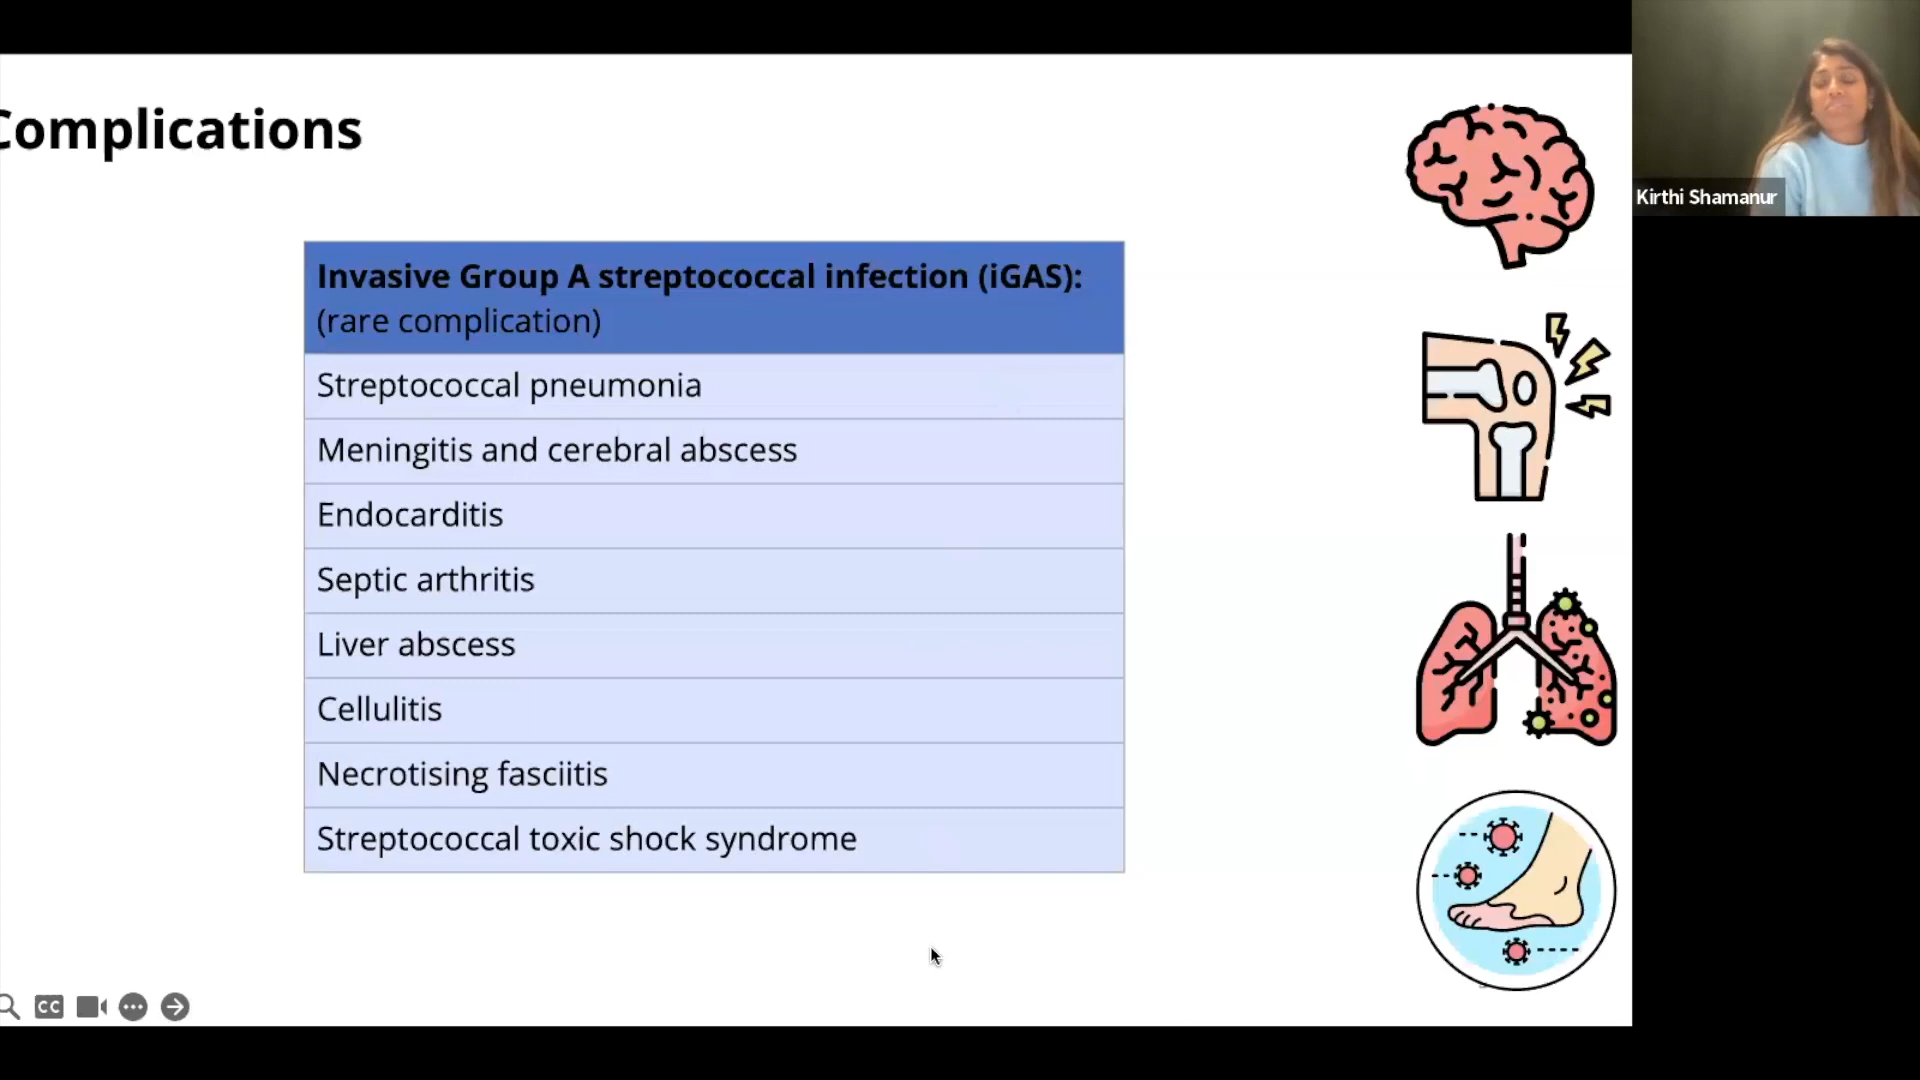 Complications
Kirthi Shamanur
Invasive Group A streptococcal infection (iGAS):
(rare complication)
Streptococcal pneumonia
Meningitis and cerebral abscess
Endocarditis
Septic arthritis
Liver abscess
Cellulitis
Necrotising fasciitis
Streptococcal toxic shock syndrome
CC